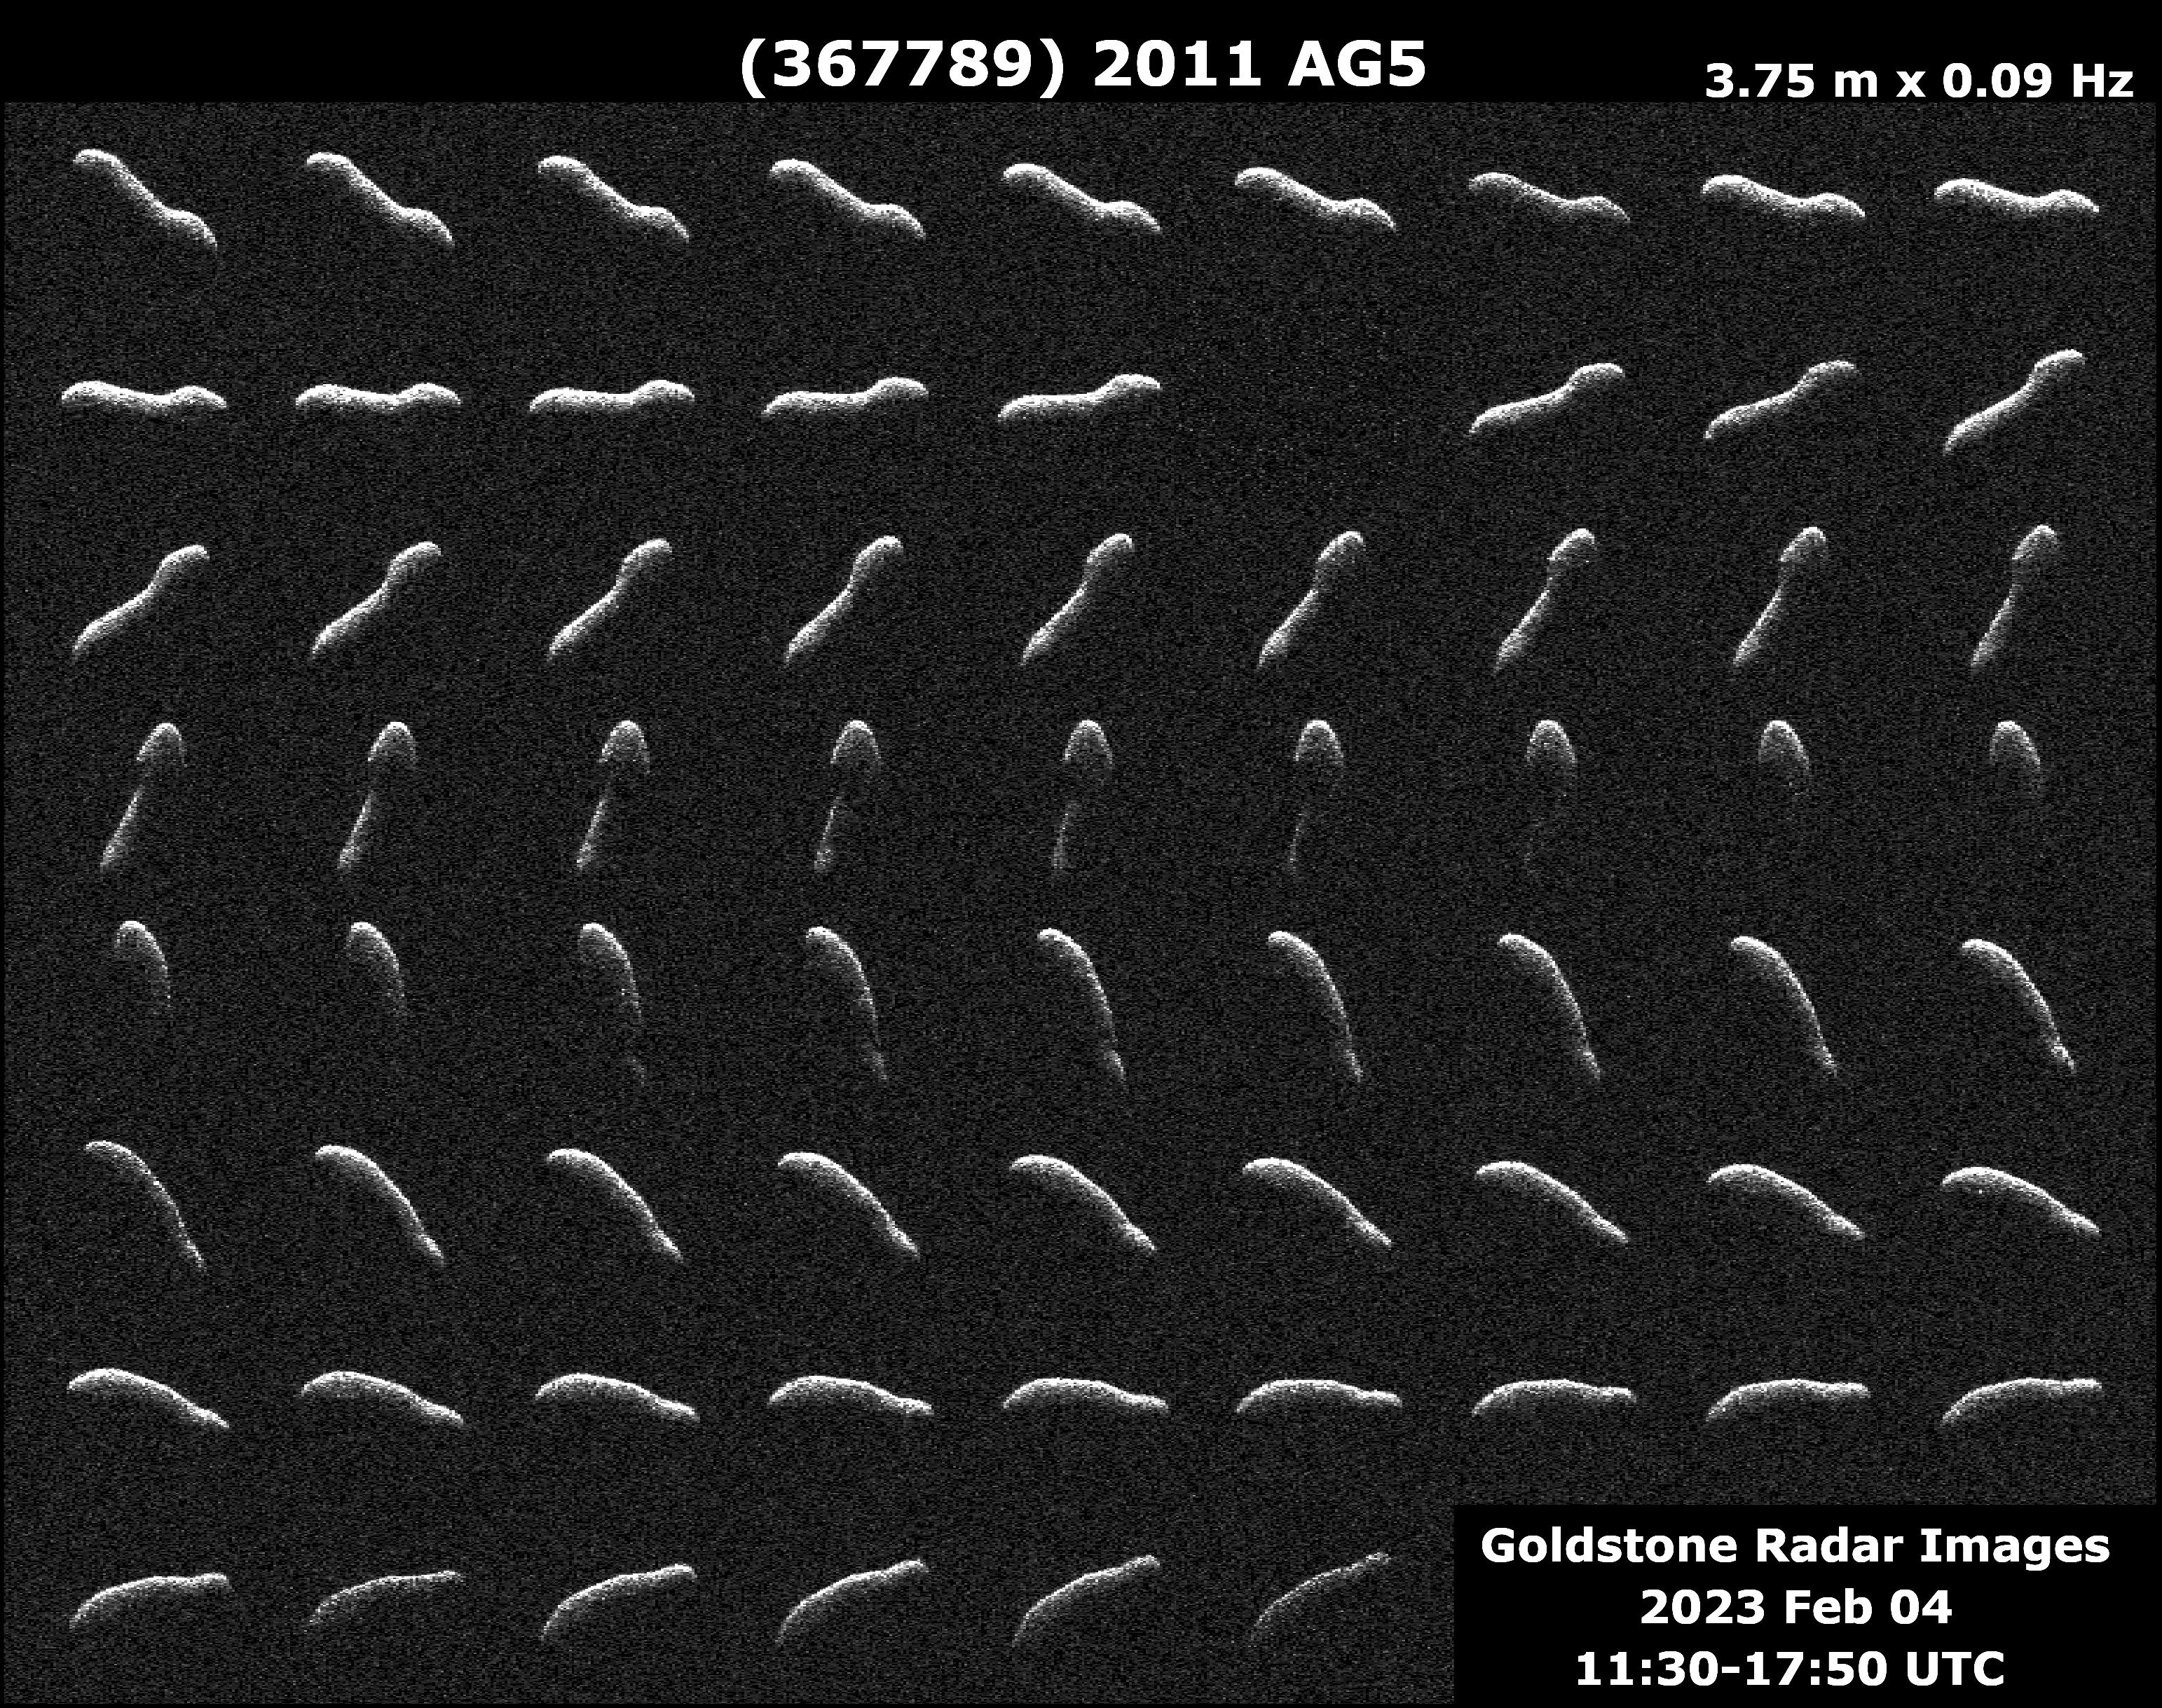 (367789) 2011 AG5
3.75 m x 0.09 Hz
Goldstone Radar Images
2023 Feb 04
11:30-17:50 UTC